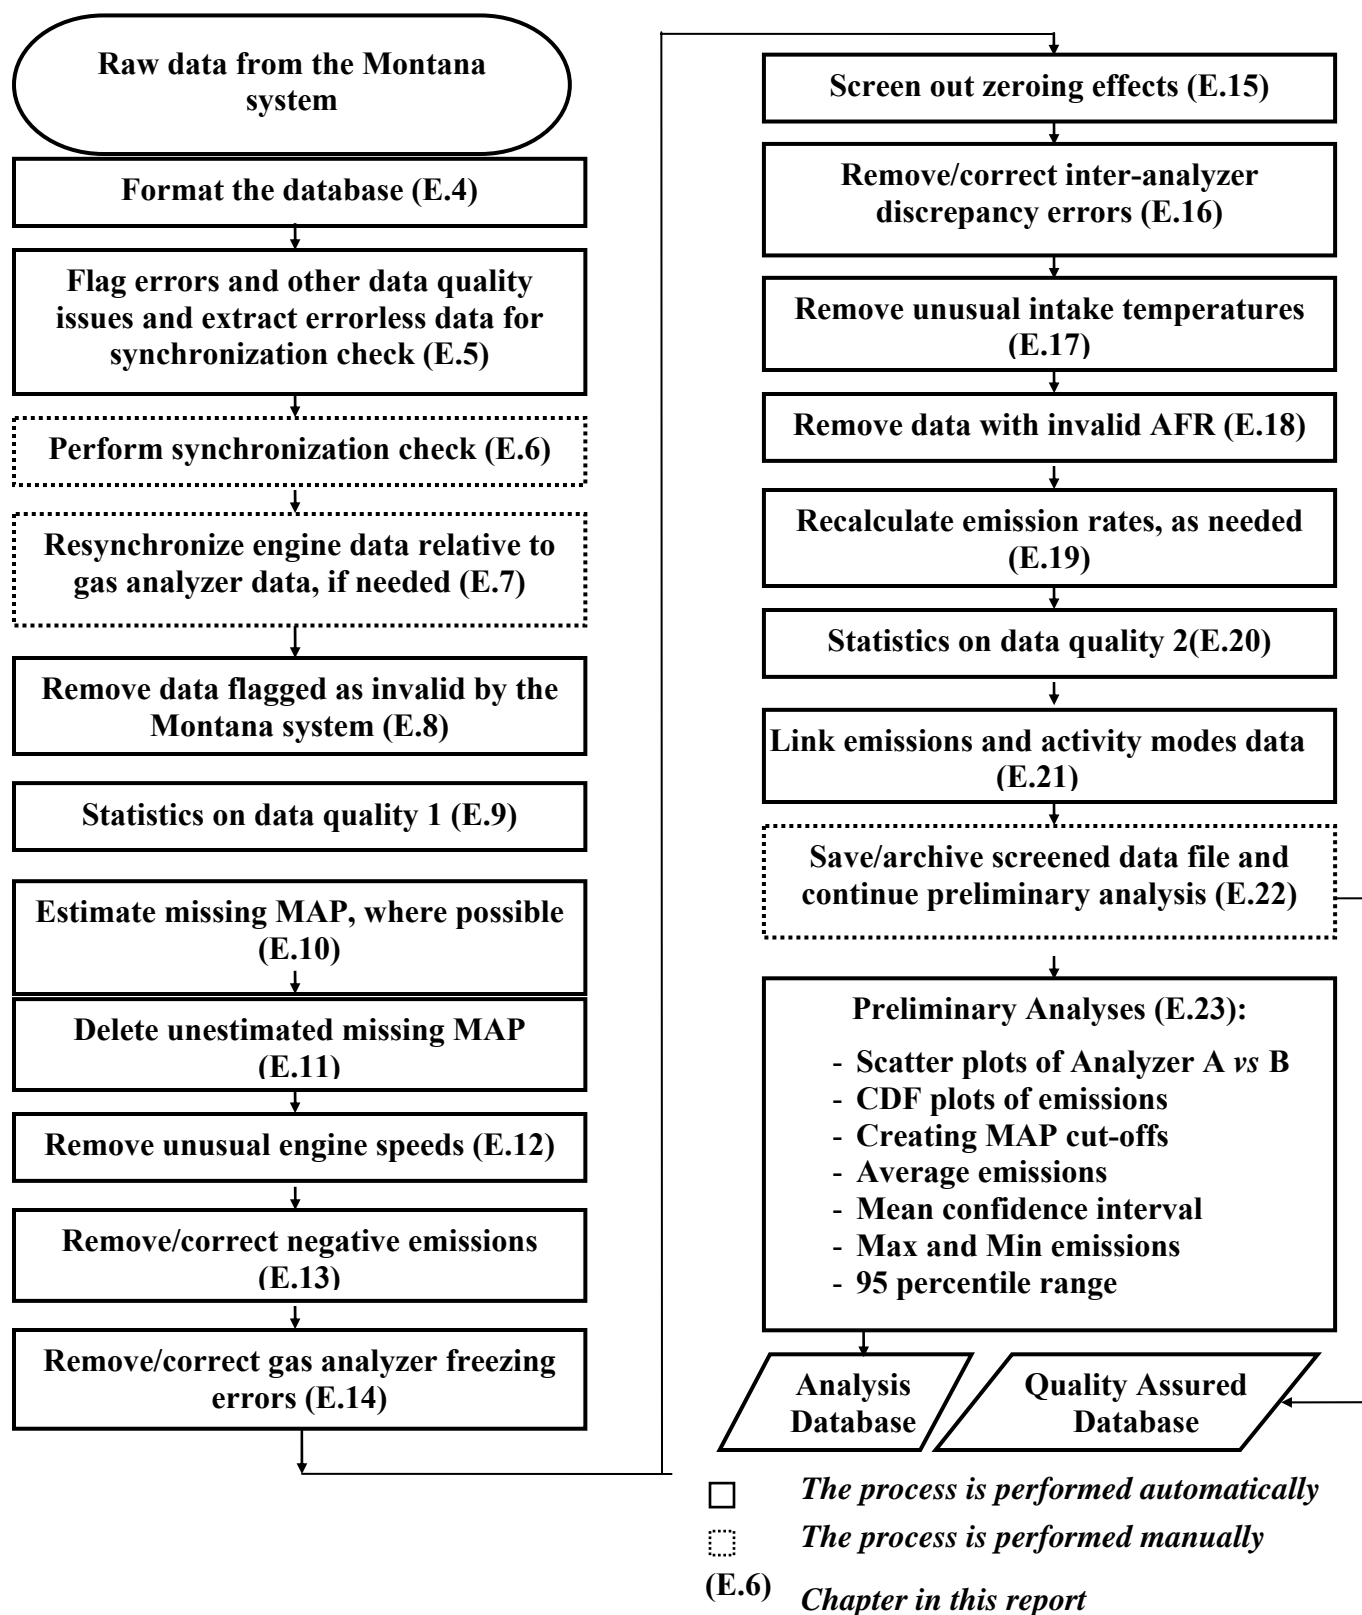 Raw data from the Montana
system
Format the database (E.4)
Flag errors and other data quality
issues and extract errorless data for
synchronization check (E.5)
Perform synchronization check (E.6)
Resynchronize engine data relative to
gas analyzer data, if needed (E.7)
Remove data flagged as invalid by the
Montana system (E.8)
Statistics on data quality 1 (E.9)
Estimate missing MAP, where possible
(E.10)
Delete unestimated missing MAP
(E.11)
Remove unusual engine speeds (E.12)
Remove/correct negative emissions
(E.13)
Remove/correct gas analyzer freezing
errors (E.14)
Screen out zeroing effects (E.15)
Remove/correct inter-analyzer
discrepancy errors (E.16)
Remove unusual intake temperatures
(E.17)
Remove data with invalid AFR (E.18)
Recalculate emission rates, as needed
(E.19)
Statistics on data quality 2(E.20)
Link emissions and activity modes data
(E.21)
Save/archive screened data file and
continue preliminary analysis (E.22)
Preliminary Analyses (E.23):
- Scatter plots of Analyzer A vs B
- CDF plots of emissions
- Creating MAP cut-offs
- Average emissions
- Mean confidence interval
- Max and Min emissions
- 95 percentile range
Analysis
Database
Quality Assured
Database
The process is performed automatically
The process is performed manually
(E.6) Chapter in this report